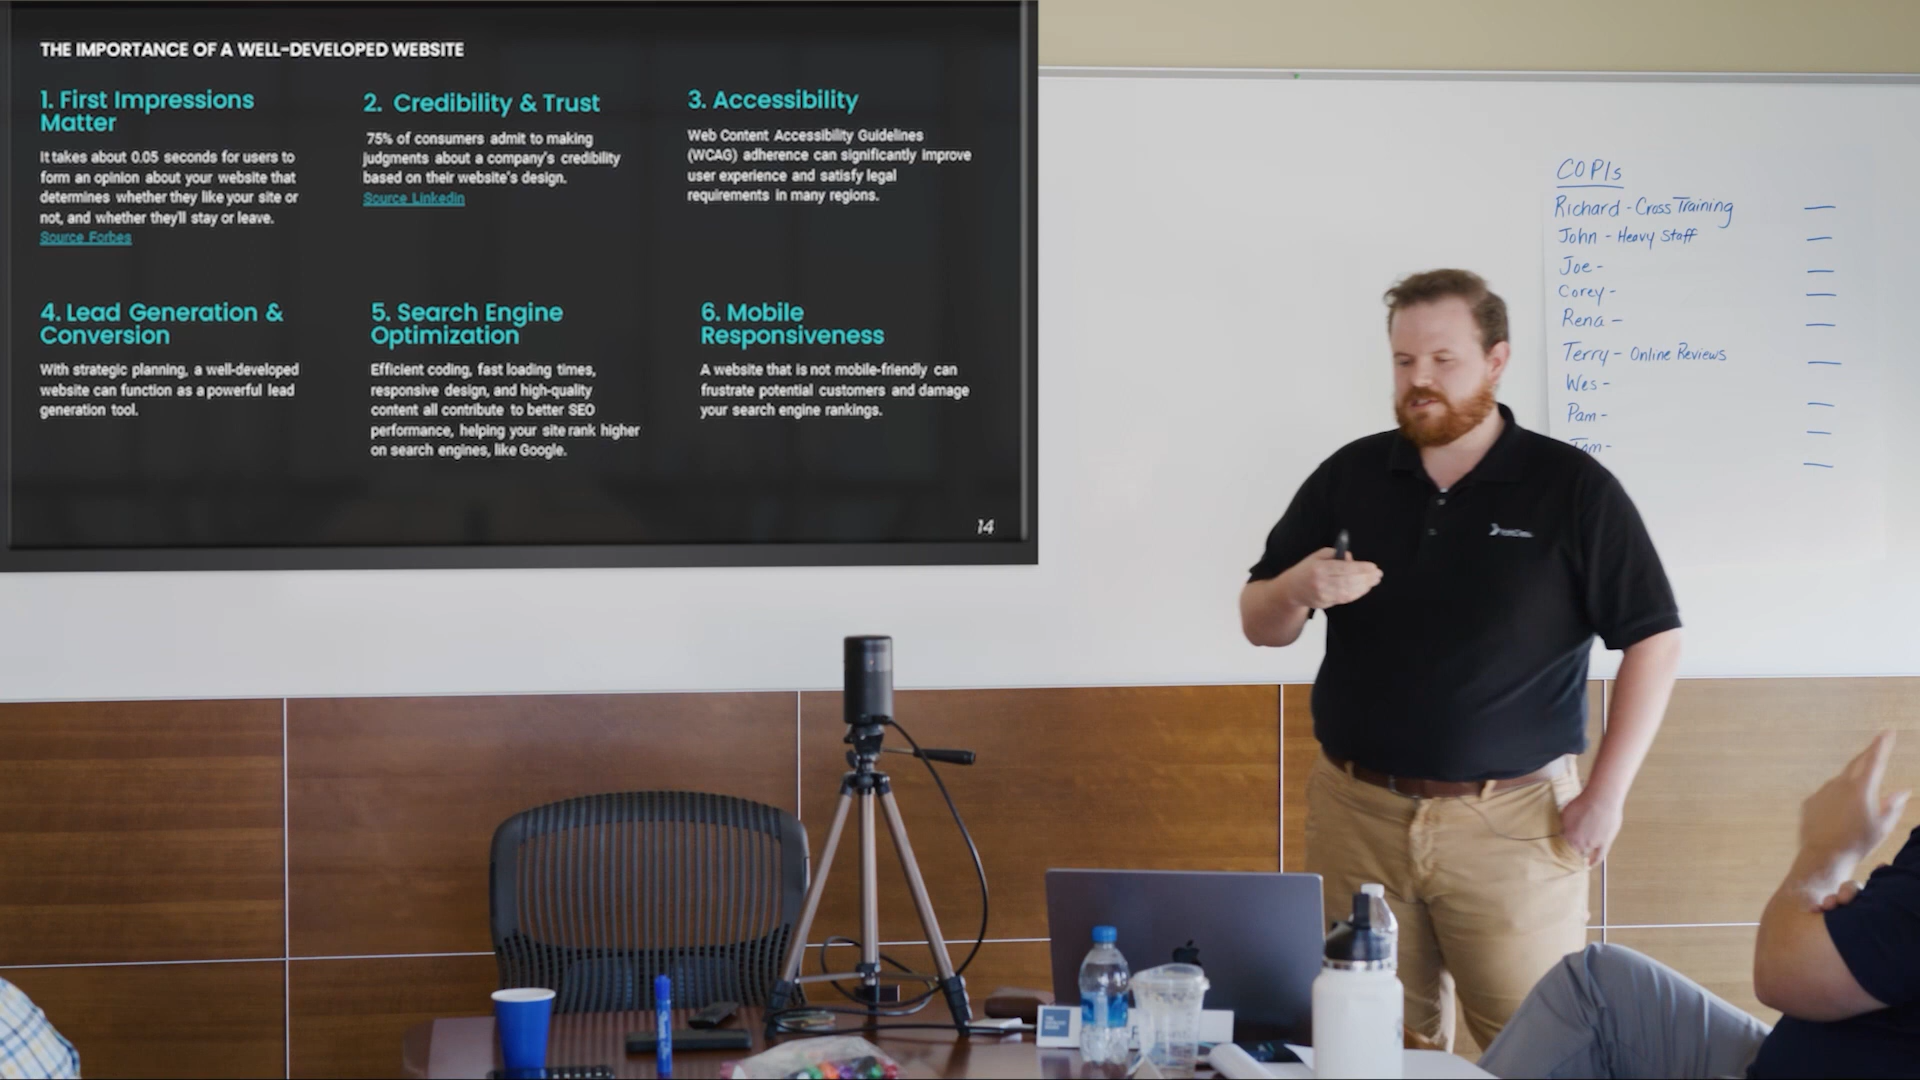 THE IMPORTANCE OF A WELL-DEVELOPED WEBSITE
1. First Impressions
Matter
It takes about 0.05 seconds for users to
form an opinion about your website that
determines whether they like your site or
not, and whether they'll stay or leave.
Source Forbes
2. Credibility & Trust
75% of consumers admit to making
judgments about a company's credibility
based on their website's design.
Source Linkedin
3. Accessibility
Web Content Accessibility Guidelines
(WCAG) adherence can significantly improve
user experience and satisfy legal
requirements in many regions.
4. Lead Generation &
Conversion
With strategic planning, a well-developed
website can function as a powerful lead
generation tool.
5. Search Engine
Optimization
Efficient coding, fast loading times,
responsive design, and high-quality
content all contribute to better SEO
performance, helping your site rank higher
on search engines, like Google.
6. Mobile
Responsiveness
A website that is not mobile-friendly can
frustrate potential customers and damage
your search engine rankings.
14
COPIs
Richard - Cross Training —
John - Heavy Staff —
Joe - —
Corey - —
Rena - —
Terry - Online Reviews —
Wes -
Pam - —
Tom - —